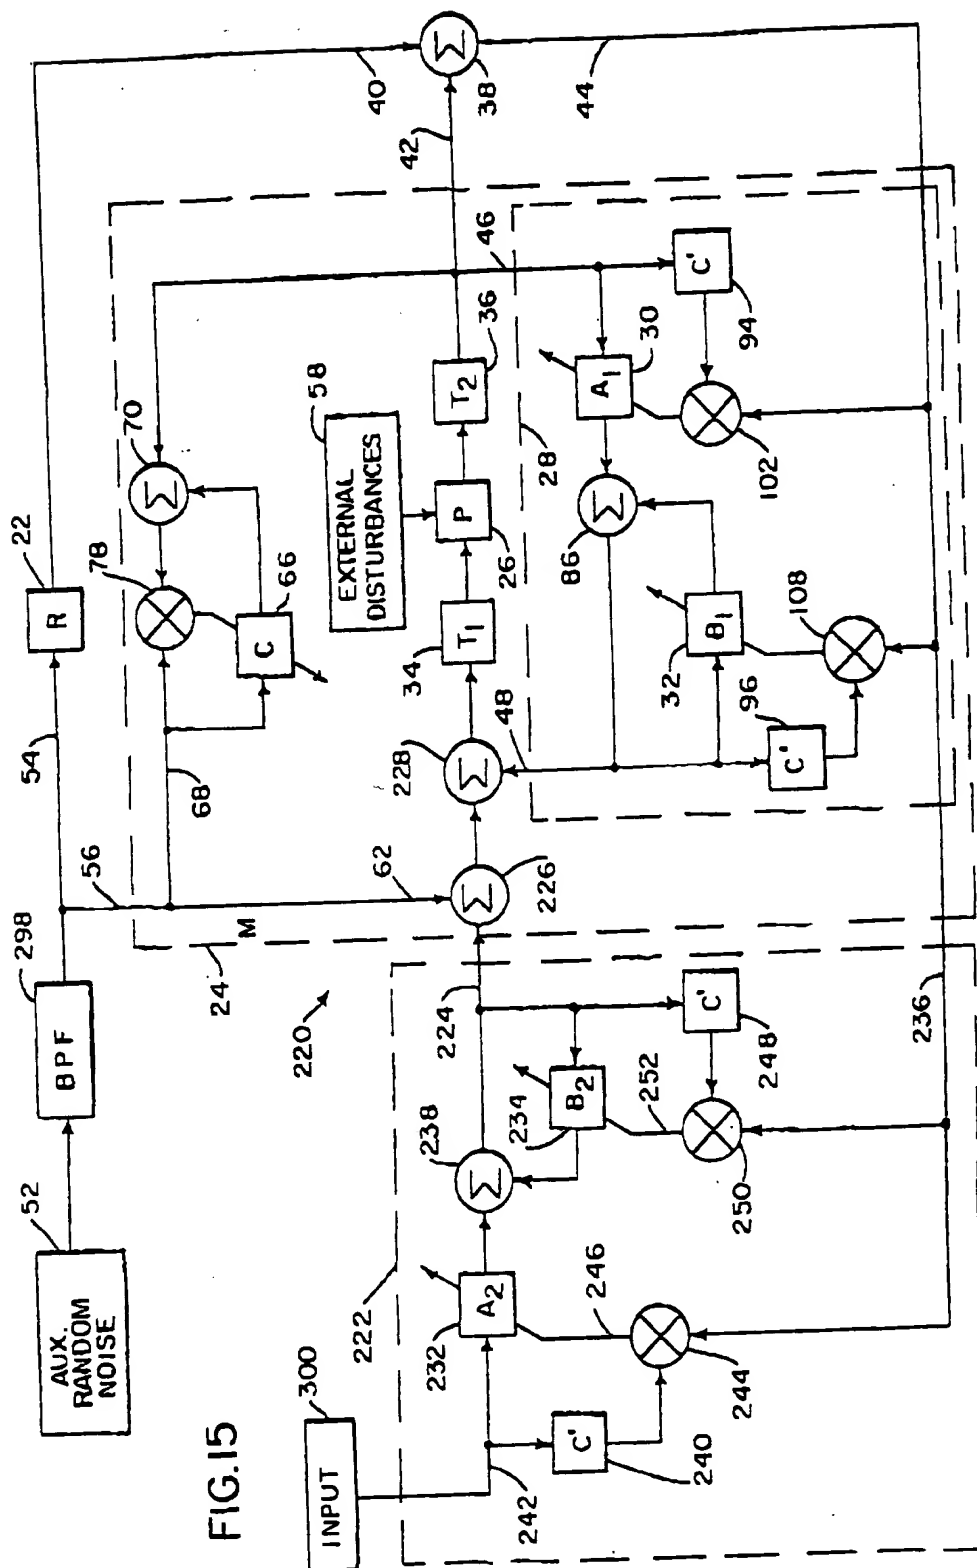 FIG.15
AUX.
RANDOM
NOISE
52
BPF
298
54
22
R
40
Σ
38
44
42
56
24
M
68
78
70
Σ
C
66
62
EXTERNAL
DISTURBANCES
58
220
INPUT
300
222
242
232
A2
238
Σ
224
Σ
226
228
Σ
34
T1
26
P
T2
36
46
48
28
C'
240
246
244
234
B2
252
250
C'
248
236
86
Σ
A1
30
C'
94
102
32
B1
96
C'
108